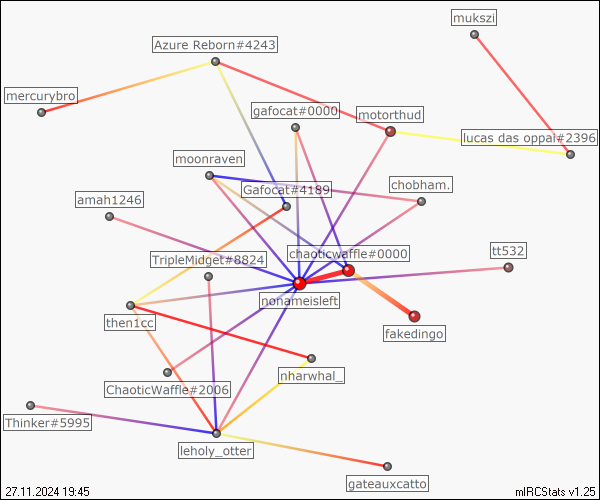 mukszi
Azure Reborn#4243
mercurybro
gafocat#0000
motorthud
lucas das oppai#2396
moonraven
Gafocat#4189
chobham.
amah1246
chaoticwaffle#0000
tt532
TripleMidget#8824
nonameisleft
then1cc
fakedingo
nharwhal_
ChaoticWaffle#2006
Thinker#5995
leholy_otter
gateauxcatto
27.11.2024 19:45
mIRCStats v1.25